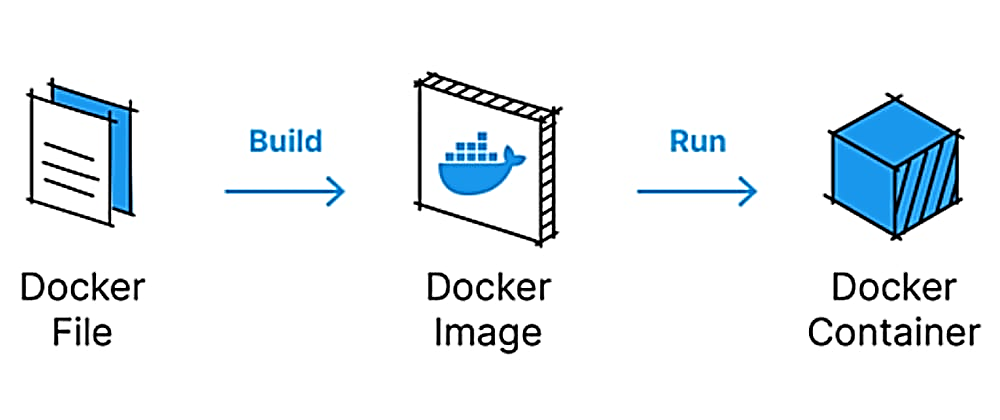 Build
Run
Docker
File
Docker
Image
Docker
Container